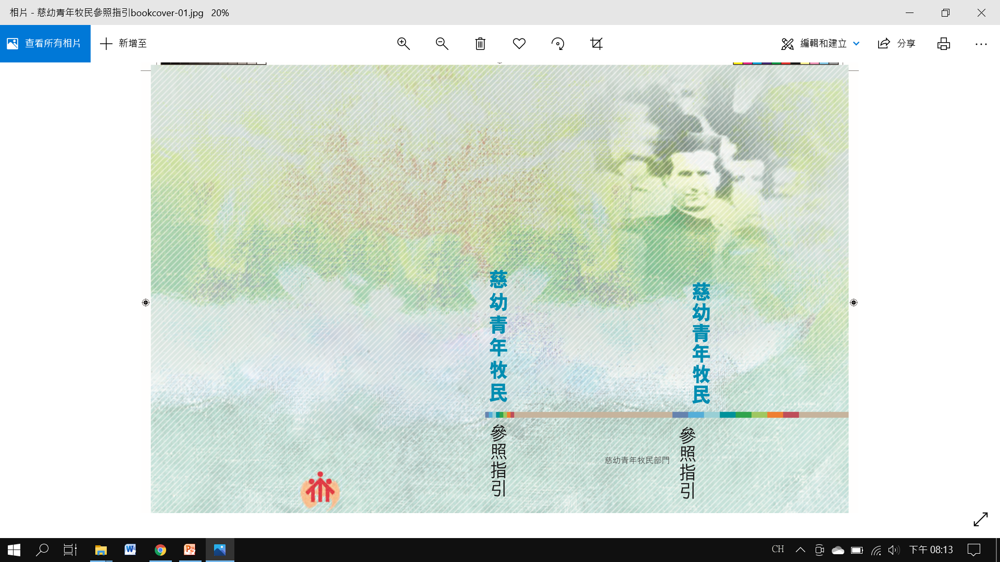 相片 - 慈幼青年牧民參照指引bookcover-01.jpg   20%
查看所有相片
新增至
編輯和建立
分享
慈幼青年牧民
參照指引
慈幼青年牧民
參照指引
慈幼青年牧民部門
CH
下午 08:13